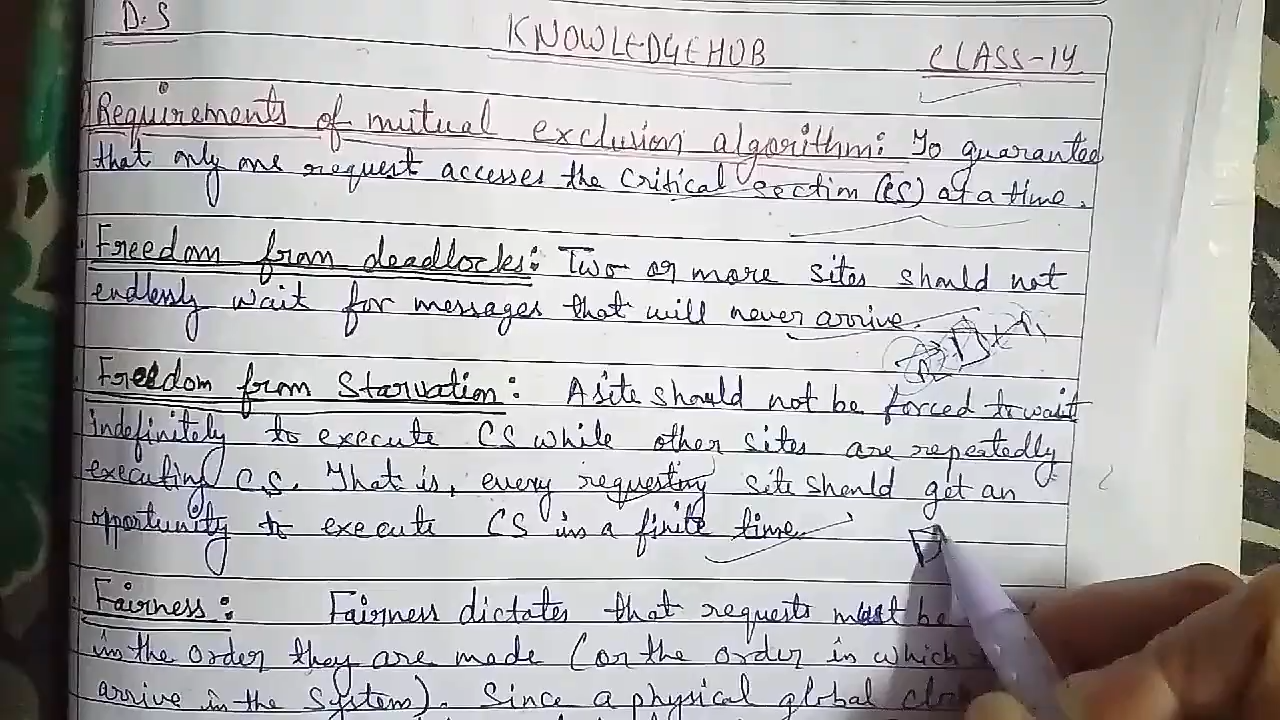 D.S
KNOWLEDGEHUB
CLASS-14
Requirements of mutual exclusion algorithm: To guaranted
that only one request accesses the critical section (CS) at a time.
Freedom from deadlocks: Two or more sites should not
endlessly wait for messages that will never arrive.
Freedom from Starvation: A site should not be forced to wait
indefinitely to execute CS while other sites are repeatedly
executing C.S. That is, every requesting site should get an
opportunity to execute CS in a finite time.
Fairness: Fairness dictates that requests must be
in the order they are made (or the order in which
arrive in the system). Since a physical global